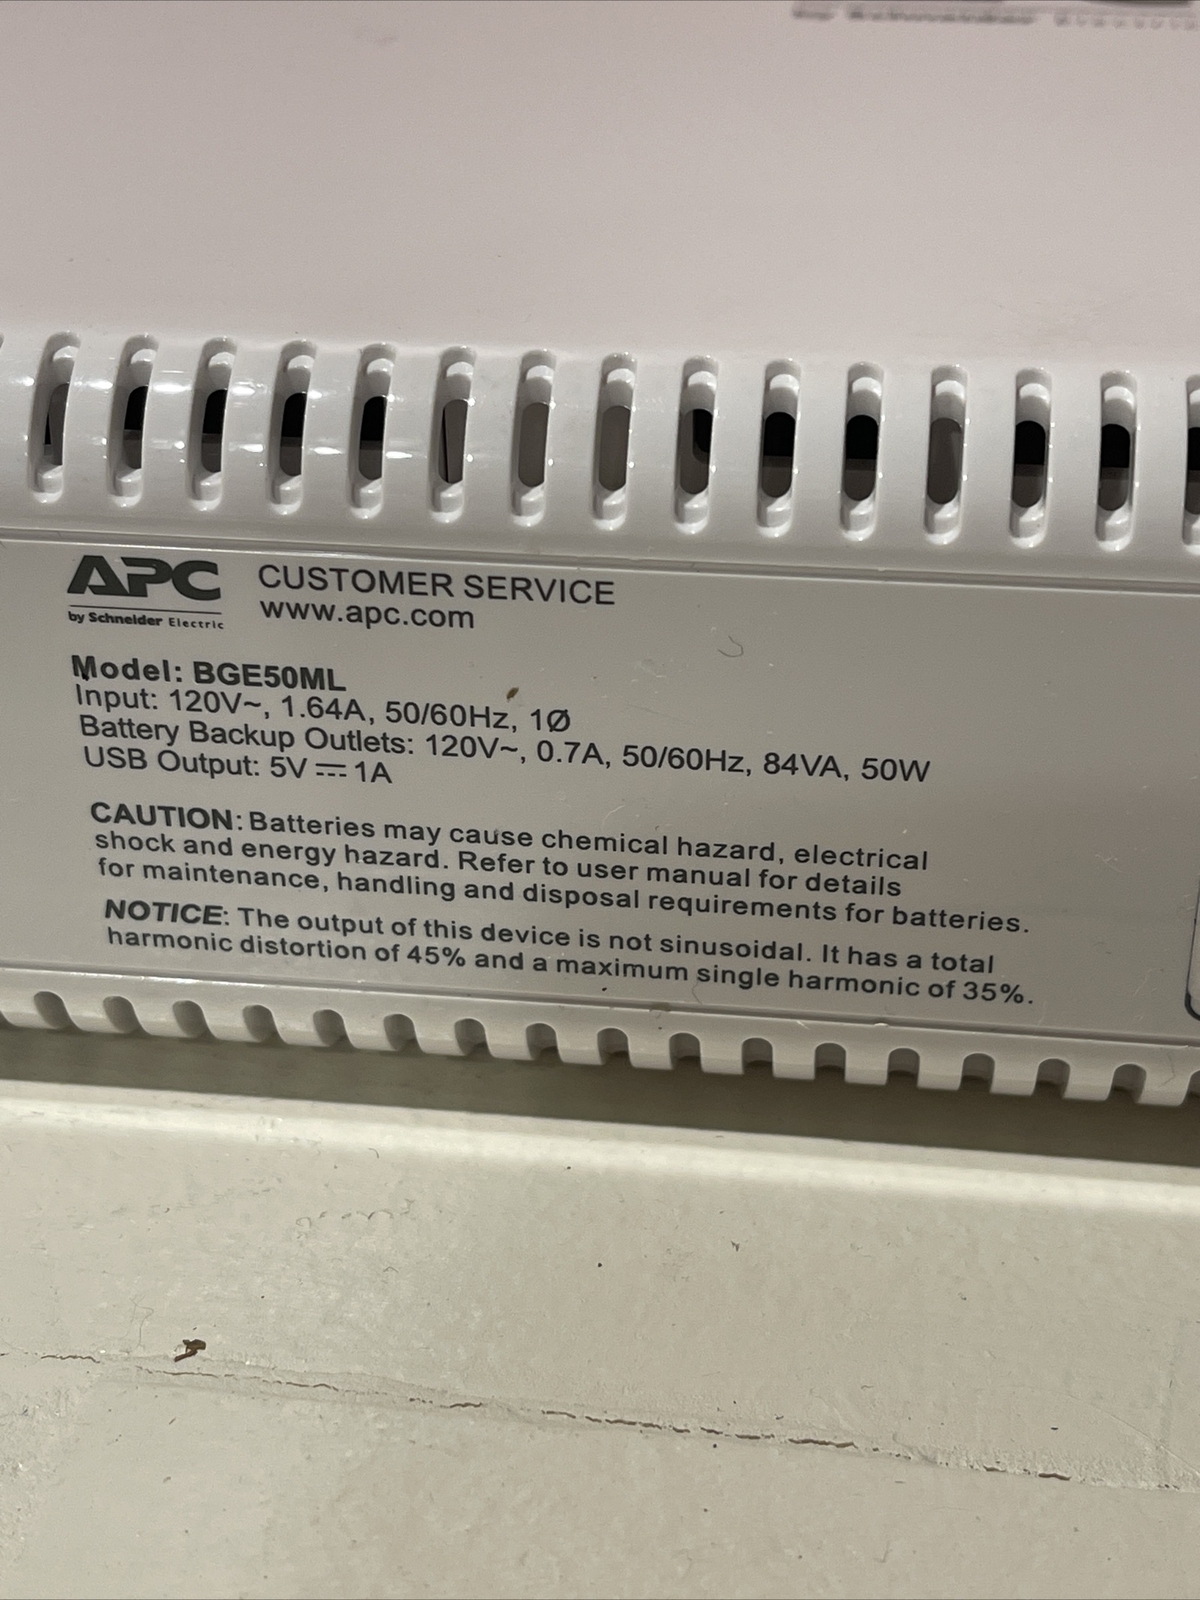 APC
by Schneider Electric
CUSTOMER SERVICE
www.apc.com
Model: BGE50ML
Input: 120V~, 1.64A, 50/60Hz, 1Ø
Battery Backup Outlets: 120V~, 0.7A, 50/60Hz, 84VA, 50W
USB Output: 5V ⎓ 1A
CAUTION: Batteries may cause chemical hazard, electrical
shock and energy hazard. Refer to user manual for details
for maintenance, handling and disposal requirements for batteries.
NOTICE: The output of this device is not sinusoidal. It has a total
harmonic distortion of 45% and a maximum single harmonic of 35%.